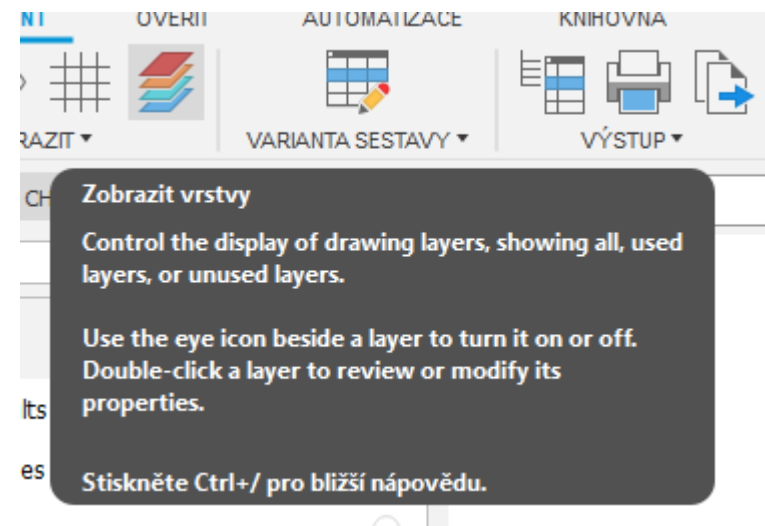 OVĚŘIT AUTOMATIZACE KNIHOVNA
VARIANTA SESTAVY VÝSTUP
Zobrazit vrstvy
Control the display of drawing layers, showing all, used
layers, or unused layers.
Use the eye icon beside a layer to turn it on or off.
Double-click a layer to review or modify its
properties.
Stiskněte Ctrl+/ pro bližší nápovědu.